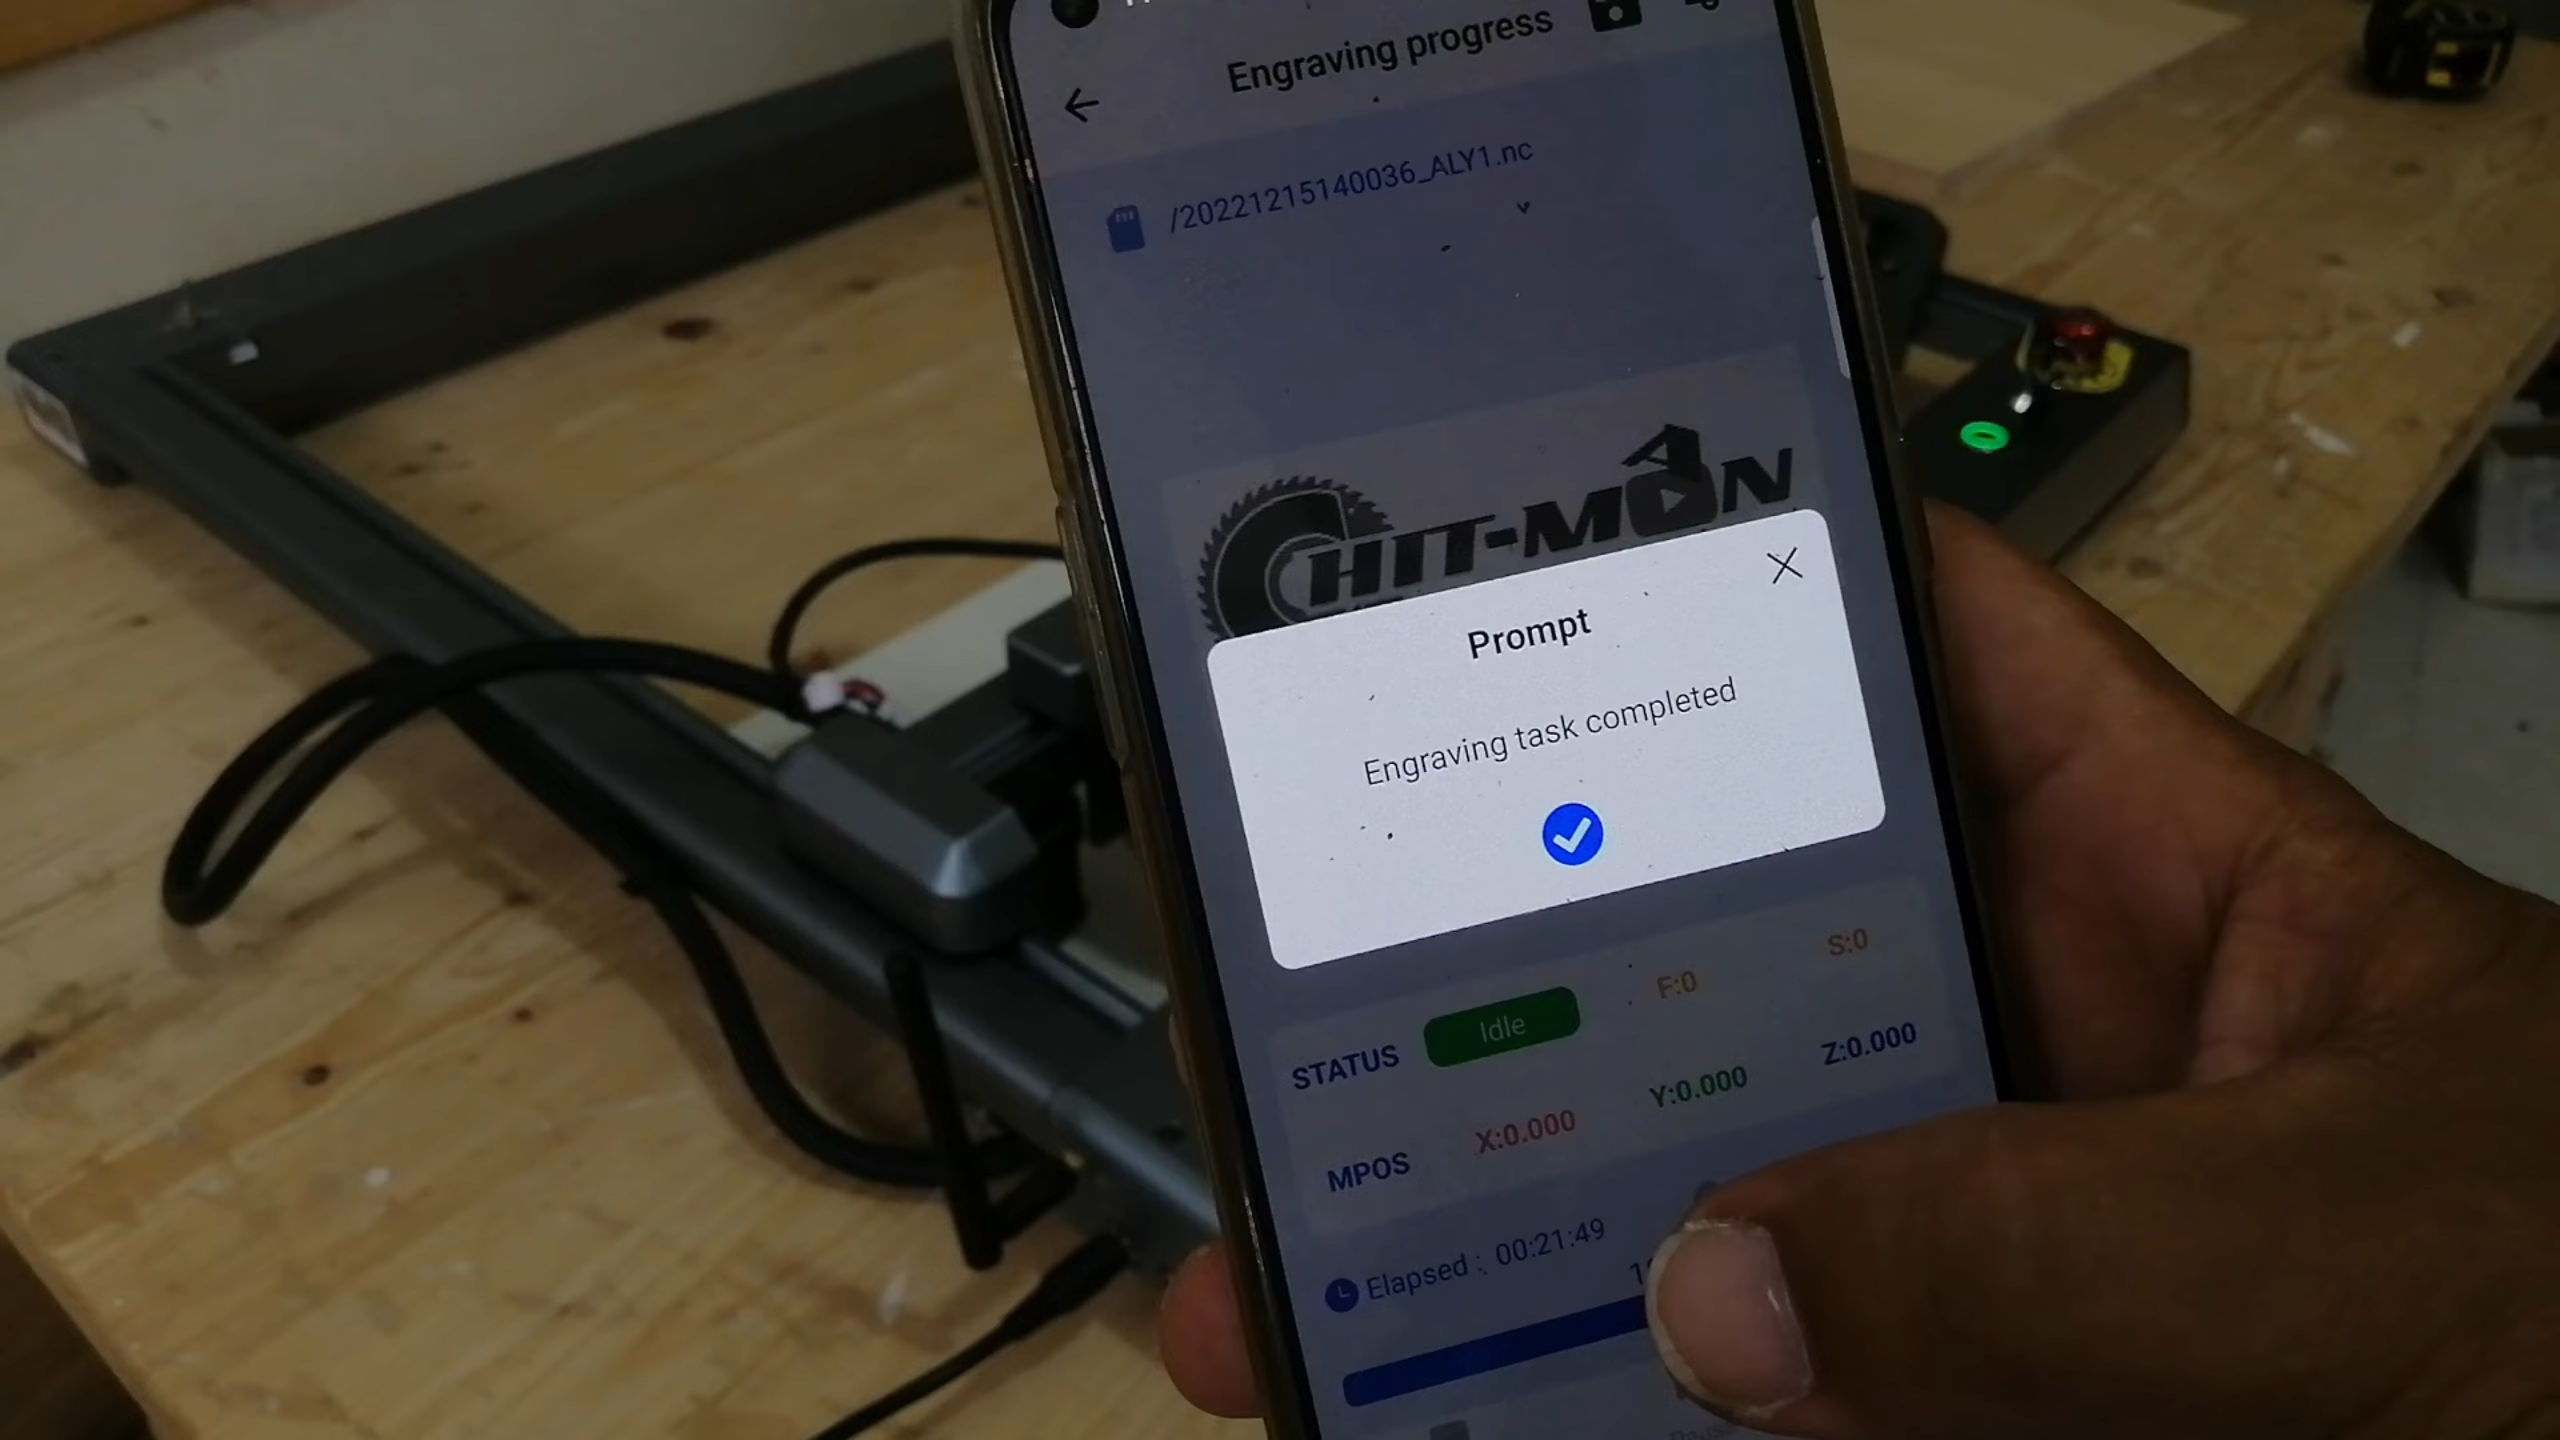 Engraving progress
/20221215140036_ALY1.nc
CHIT-MAN
Prompt
Engraving task completed
STATUS Idle F:0 S:0
MPOS X:0.000 Y:0.000 Z:0.000
Elapsed : 00:21:49